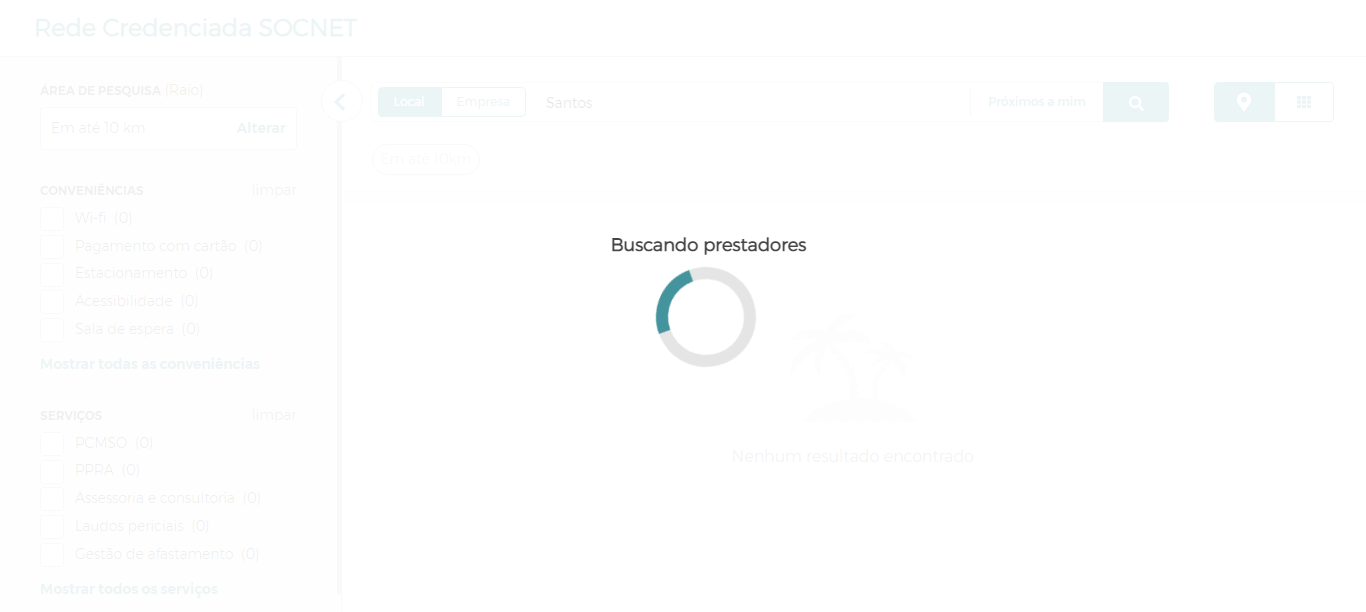 Rede Credenciada SOCNET
ÁREA DE PESQUISA (Raio)
Em até 10 km Alterar
CONVENIÊNCIAS limpar
Wi-fi (0)
Pagamento com cartão (0)
Estacionamento (0)
Acessibilidade (0)
Sala de espera (0)
Mostrar todas as conveniências
SERVIÇOS limpar
PCMSO (0)
PPRA (0)
Assessoria e consultoria (0)
Laudos periciais (0)
Gestão de afastamento (0)
Mostrar todos os serviços
Local Empresa Santos Próximos a mim
Em até 10km
Buscando prestadores
Nenhum resultado encontrado